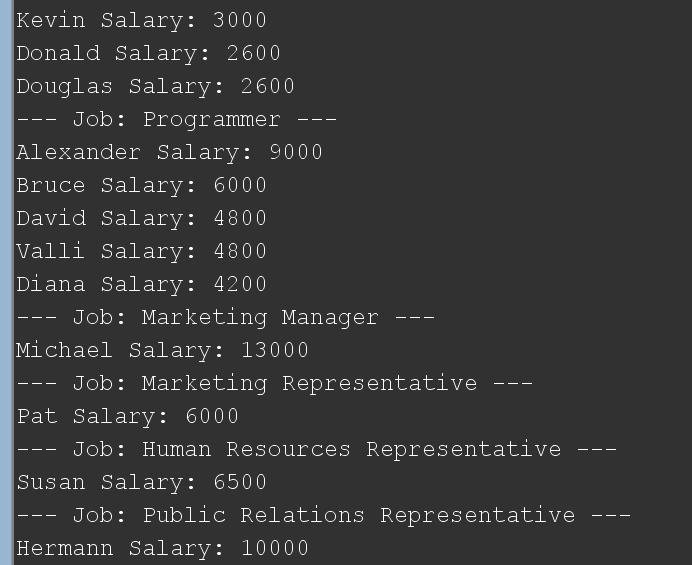 Kevin Salary: 3000
Donald Salary: 2600
Douglas Salary: 2600
--- Job: Programmer ---
Alexander Salary: 9000
Bruce Salary: 6000
David Salary: 4800
Valli Salary: 4800
Diana Salary: 4200
--- Job: Marketing Manager ---
Michael Salary: 13000
--- Job: Marketing Representative ---
Pat Salary: 6000
--- Job: Human Resources Representative ---
Susan Salary: 6500
--- Job: Public Relations Representative ---
Hermann Salary: 10000